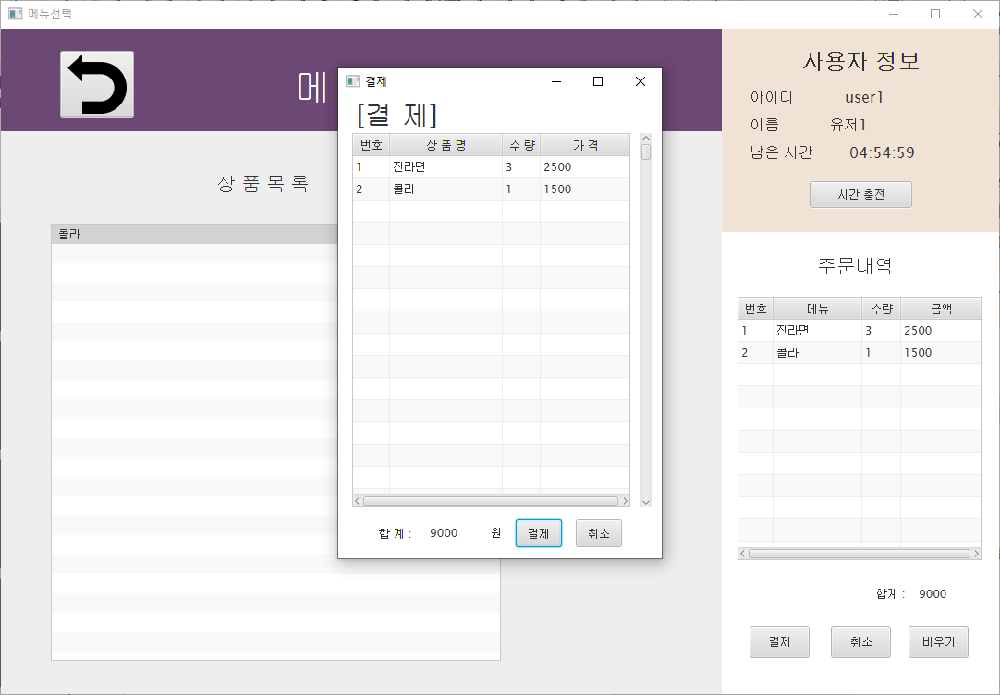 메뉴선택
메
상 품 목 록
콜라
결제
[결 제]
번호 상 품 명 수 량 가 격
1 진라면 3 2500
2 콜라 1 1500
합 계 : 9000 원 결제 취소
사용자 정보
아이디 user1
이름 유저1
남은 시간 04:54:59
시간 충전
주문내역
번호 메뉴 수량 금액
1 진라면 3 2500
2 콜라 1 1500
합계 : 9000
결제 취소 비우기